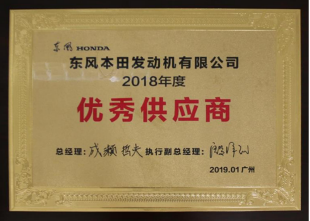 东风 HONDA
东风本田发动机有限公司
2018年度
优秀供应商
总经理: 执行副总经理:
2019.01 广州